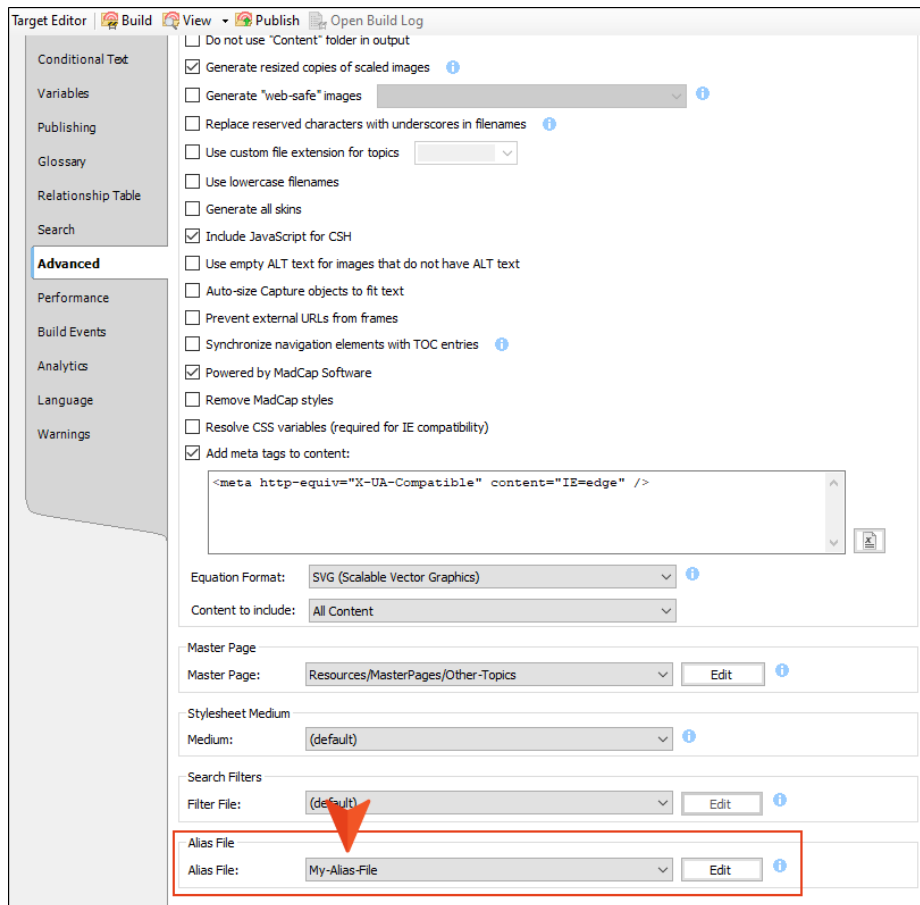 Target Editor Build View Publish Open Build Log
Do not use "Content" folder in output
Conditional Text
Variables
Publishing
Glossary
Relationship Table
Search
Advanced
Performance
Build Events
Analytics
Language
Warnings
Generate resized copies of scaled images
Generate "web-safe" images
Replace reserved characters with underscores in filenames
Use custom file extension for topics
Use lowercase filenames
Generate all skins
Include JavaScript for CSH
Use empty ALT text for images that do not have ALT text
Auto-size Capture objects to fit text
Prevent external URLs from frames
Synchronize navigation elements with TOC entries
Powered by MadCap Software
Remove MadCap styles
Resolve CSS variables (required for IE compatibility)
Add meta tags to content:
<meta http-equiv="X-UA-Compatible" content="IE=edge" />
Equation Format: SVG (Scalable Vector Graphics)
Content to include: All Content
Master Page
Master Page: Resources/MasterPages/Other-Topics Edit
Stylesheet Medium
Medium: (default)
Search Filters
Filter File: (default) Edit
Alias File
Alias File: My-Alias-File Edit